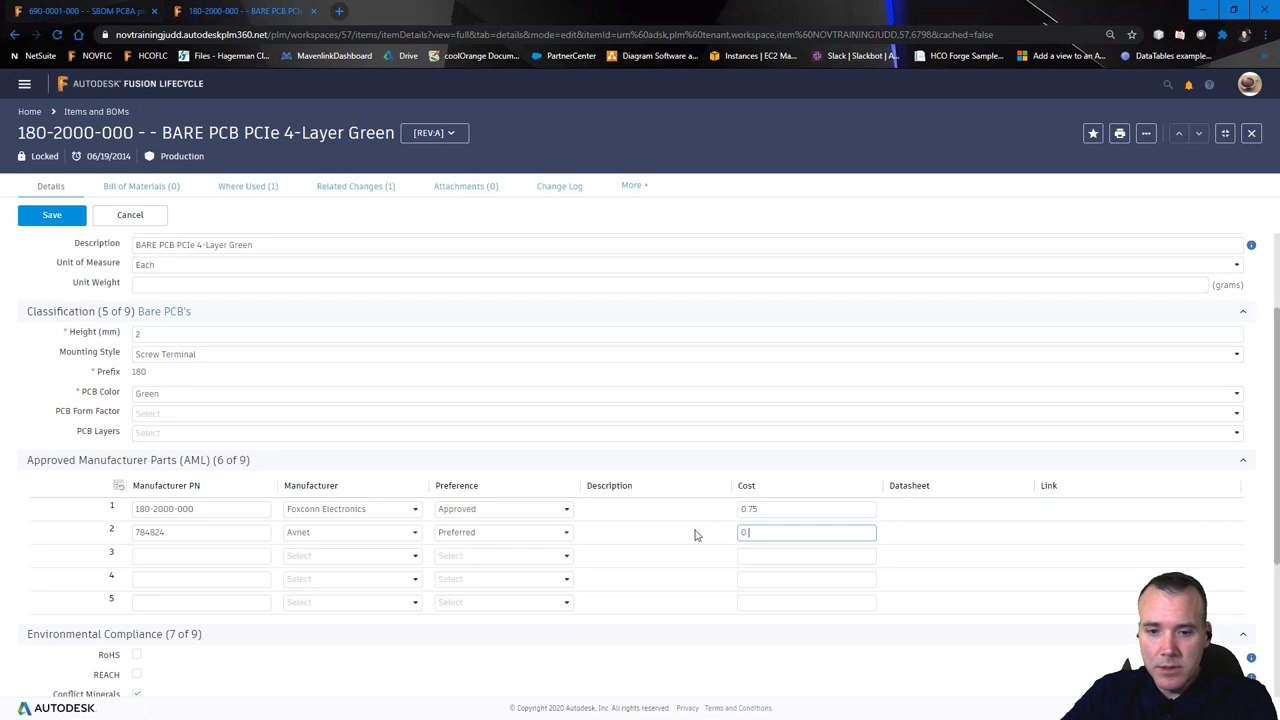 690-0001-000 - - SBOM PCBA pl
180-2000-000 - - BARE PCB PCIe
novtrainingjudd.autodeskplm360.net/plm/workspaces/57/items/itemDetails?view=full&tab=details&mode=edit&itemId=urn%60adsk,plm%60tenant,workspace,item%60NOVTRAININGJUDD,57,6798&cached=false
Apps NetSuite NOVFLC HCOFLC Files - Hagerman Cl... MavenlinkDashboard Drive coolOrange Downlo... PartnerCenter Diagram Software a... Instances | EC2 Ma... Slack | Slackbot | H... HCO Forge Sample... Add a view to an A... DataTables example...
AUTODESK® FUSION LIFECYCLE
Home > Items and BOMs
180-2000-000 - - BARE PCB PCIe 4-Layer Green [REV:A]
Locked 06/19/2014 Production
Details Bill of Materials (0) Where Used (1) Related Changes (1) Attachments (0) Change Log More +
Save Cancel
Description BARE PCB PCIe 4-Layer Green
Unit of Measure Each
Unit Weight (grams)
Classification (5 of 9) Bare PCB's
* Height (mm) 2
Mounting Style Screw Terminal
* Prefix 180
* PCB Color Green
PCB Form Factor Select
PCB Layers Select
Approved Manufacturer Parts (AML) (6 of 9)
Manufacturer PN Manufacturer Preference Description Cost Datasheet Link
1 180-2000-000 Foxconn Electronics Approved 0.75
2 784824 Avnet Preferred 0.
3 Select Select
4 Select Select
5 Select Select
Environmental Compliance (7 of 9)
RoHS
REACH
Conflict Minerals
AUTODESK © Copyright 2020 Autodesk, Inc. All rights reserved. Privacy Terms and Conditions